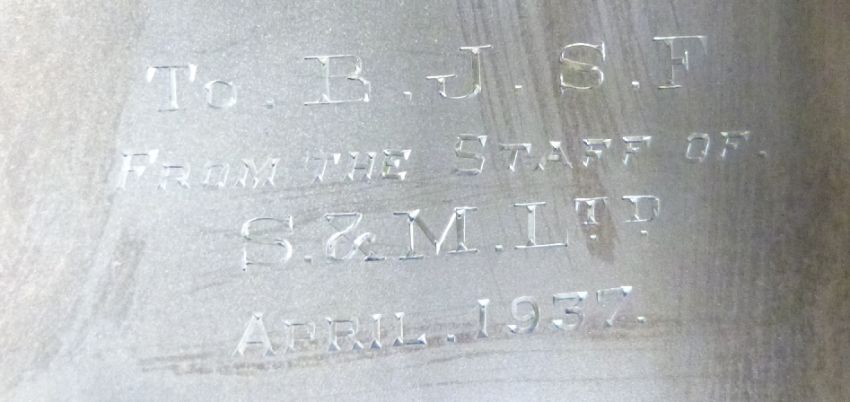 To. B. J. S. F
FROM THE STAFF OF.
S. & M. LTD
APRIL. 1937.